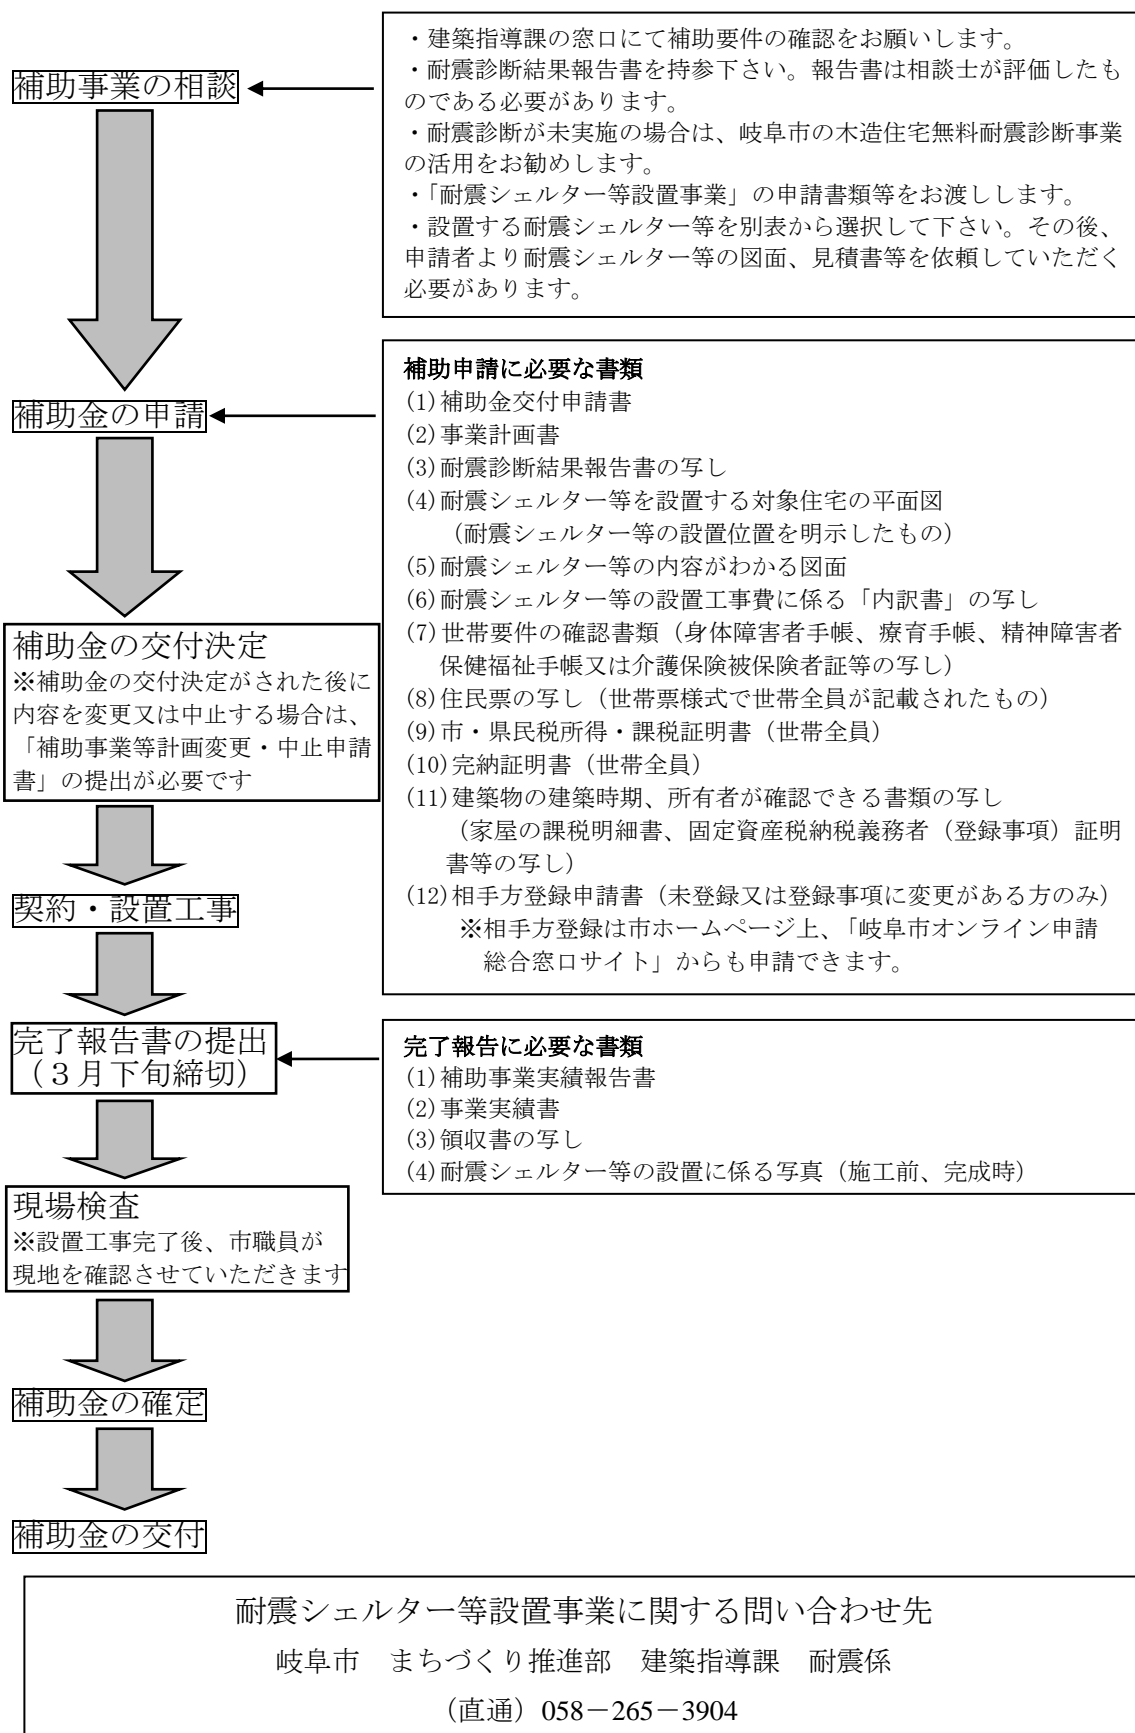 補助事業の相談
・建築指導課の窓口にて補助要件の確認をお願いします。
・耐震診断結果報告書を持参下さい。報告書は相談士が評価したも
のである必要があります。
・耐震診断が未実施の場合は、岐阜市の木造住宅無料耐震診断事業
の活用をお勧めします。
・「耐震シェルター等設置事業」の申請書類等をお渡しします。
・設置する耐震シェルター等を別表から選択して下さい。その後、
申請者より耐震シェルター等の図面、見積書等を依頼していただく
必要があります。
補助金の申請
補助申請に必要な書類
(1)補助金交付申請書
(2)事業計画書
(3)耐震診断結果報告書の写し
(4)耐震シェルター等を設置する対象住宅の平面図
（耐震シェルター等の設置位置を明示したもの）
(5)耐震シェルター等の内容がわかる図面
(6)耐震シェルター等の設置工事費に係る「内訳書」の写し
(7)世帯要件の確認書類（身体障害者手帳、療育手帳、精神障害者
保健福祉手帳又は介護保険被保険者証等の写し）
(8)住民票の写し（世帯票様式で世帯全員が記載されたもの）
(9)市・県民税所得・課税証明書（世帯全員）
(10)完納証明書（世帯全員）
(11)建築物の建築時期、所有者が確認できる書類の写し
（家屋の課税明細書、固定資産税納税義務者（登録事項）証明
書等の写し）
(12)相手方登録申請書（未登録又は登録事項に変更がある方のみ）
※相手方登録は市ホームページ上、「岐阜市オンライン申請
総合窓口サイト」からも申請できます。
補助金の交付決定
※補助金の交付決定がされた後に
内容を変更又は中止する場合は、
「補助事業等計画変更・中止申請
書」の提出が必要です
契約・設置工事
完了報告書の提出
（３月下旬締切）
完了報告に必要な書類
(1)補助事業実績報告書
(2)事業実績書
(3)領収書の写し
(4)耐震シェルター等の設置に係る写真（施工前、完成時）
現場検査
※設置工事完了後、市職員が
現地を確認させていただきます
補助金の確定
補助金の交付
耐震シェルター等設置事業に関する問い合わせ先
岐阜市　まちづくり推進部　建築指導課　耐震係
（直通）058－265－3904